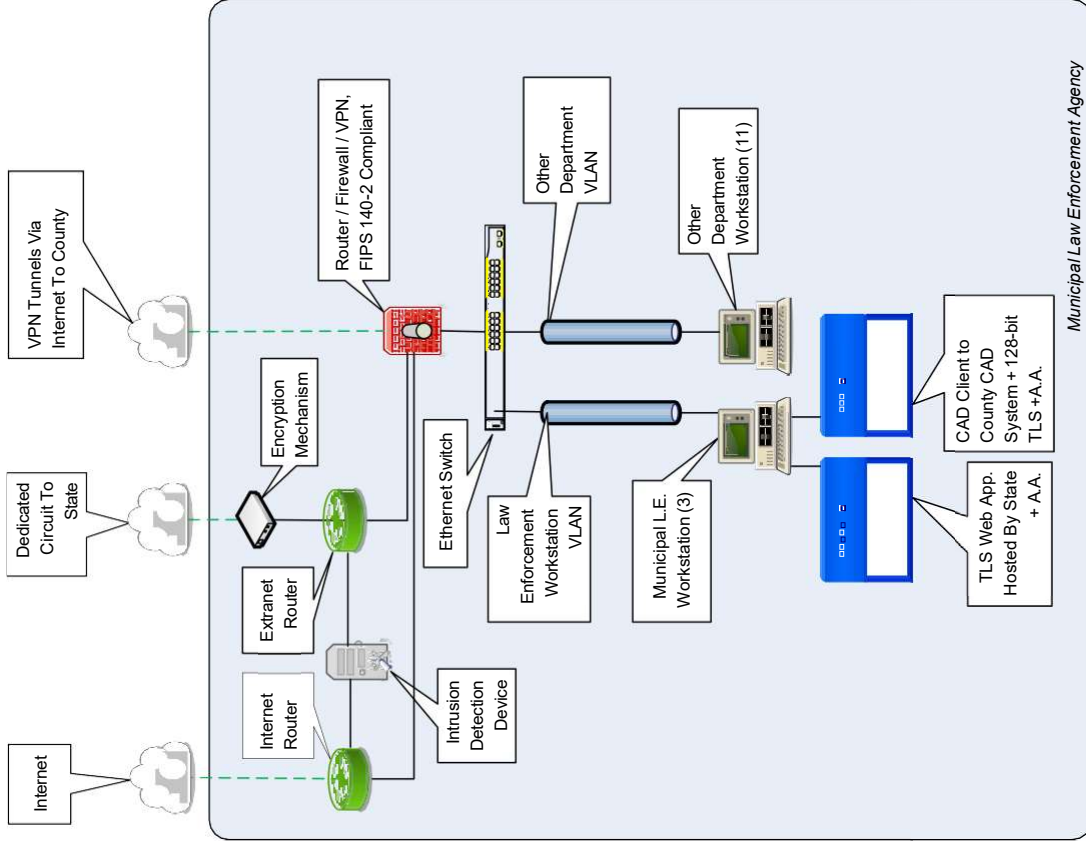 Internet
Dedicated
Circuit To
State
VPN Tunnels Via
Internet To County
Encryption
Mechanism
Internet
Router
Extranet
Router
Router / Firewall / VPN,
FIPS 140-2 Compliant
Intrusion
Detection
Device
Ethernet Switch
Law
Enforcement
Workstation
VLAN
Other
Department
VLAN
Municipal L.E.
Workstation (3)
Other
Department
Workstation (11)
TLS Web App.
Hosted By State
+ A.A.
CAD Client to
County CAD
System + 128-bit
TLS +A.A.
Municipal Law Enforcement Agency